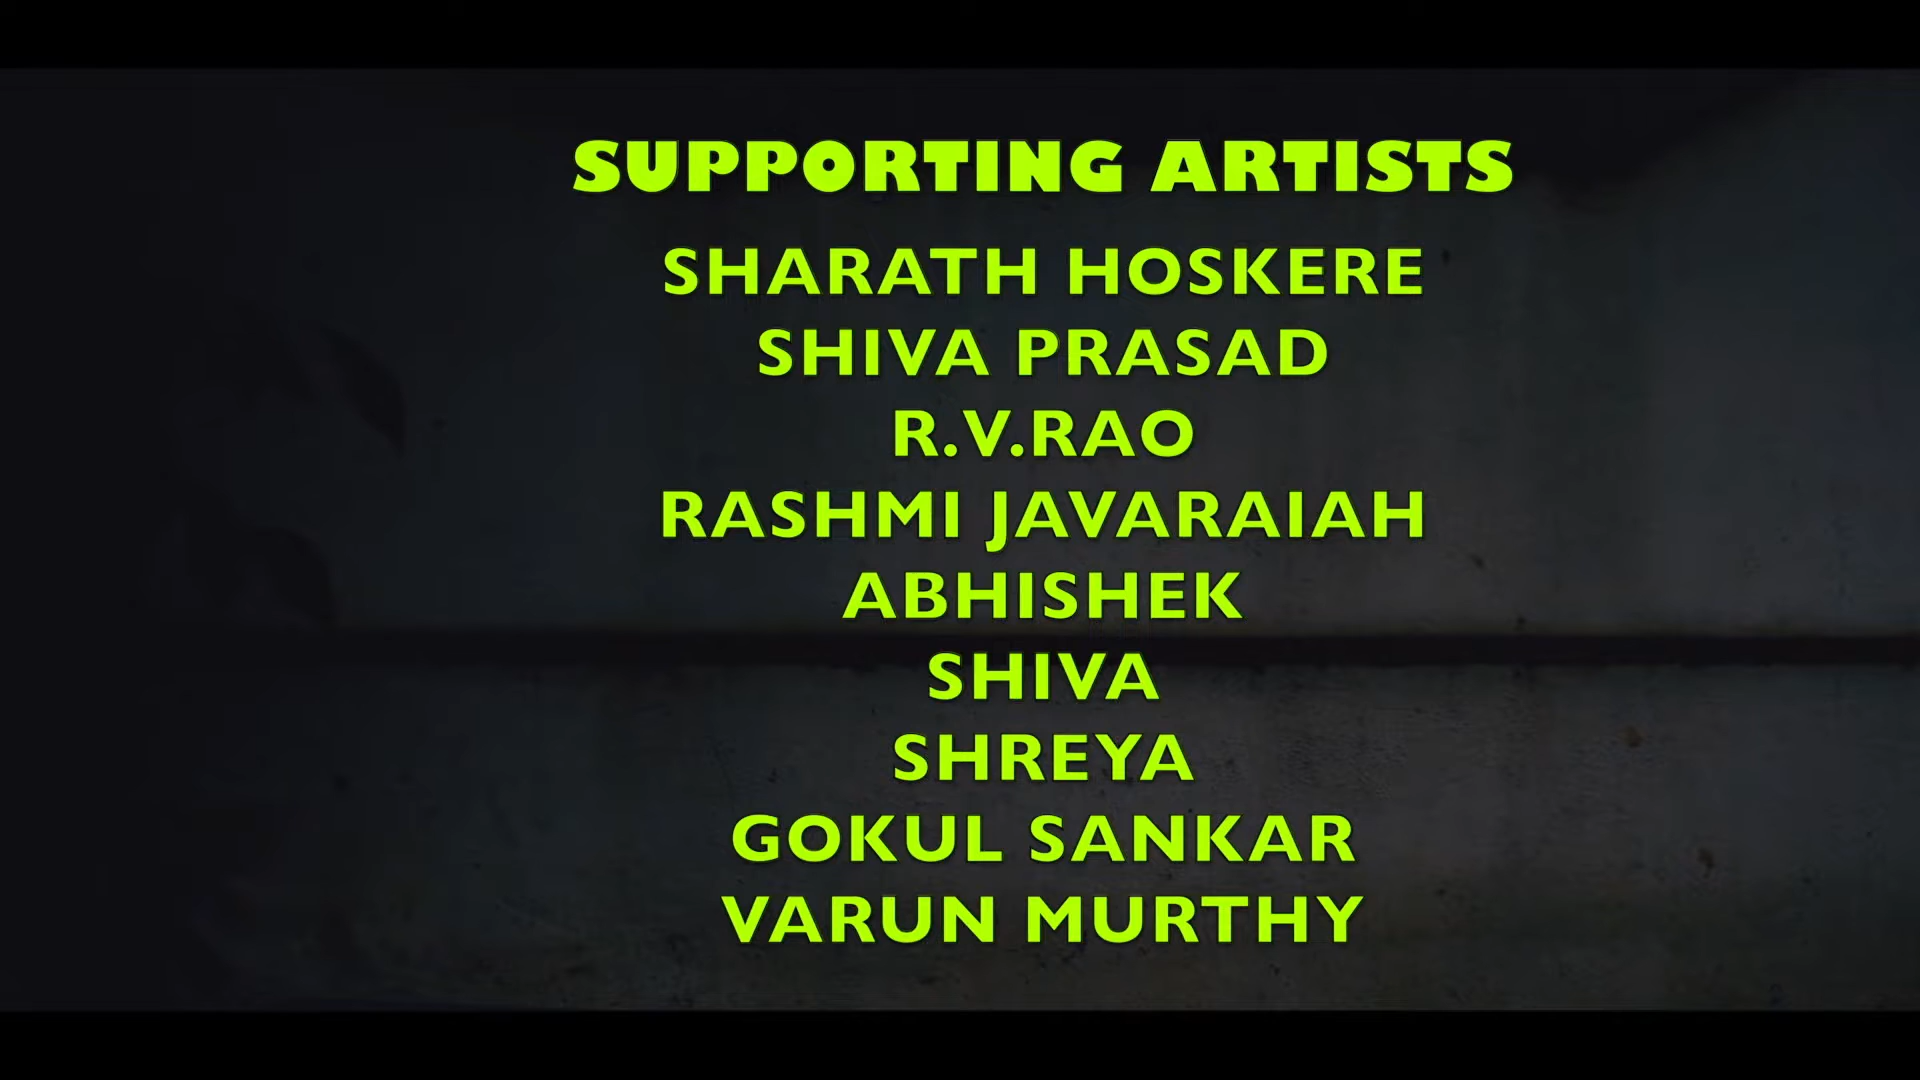 SUPPORTING ARTISTS
SHARATH HOSKERE
SHIVA PRASAD
R.V.RAO
RASHMI JAVARAIAH
ABHISHEK
SHIVA
SHREYA
GOKUL SANKAR
VARUN MURTHY